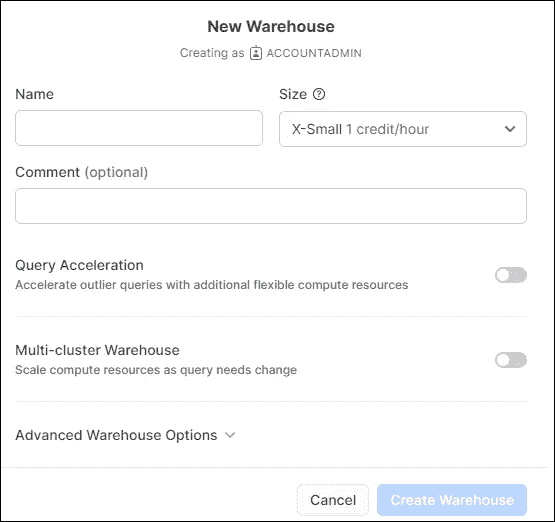 New Warehouse
Creating as ACCOUNTADMIN
Name
Size
X-Small 1 credit/hour
Comment (optional)
Query Acceleration
Accelerate outlier queries with additional flexible compute resources
Multi-cluster Warehouse
Scale compute resources as query needs change
Advanced Warehouse Options
Cancel
Create Warehouse